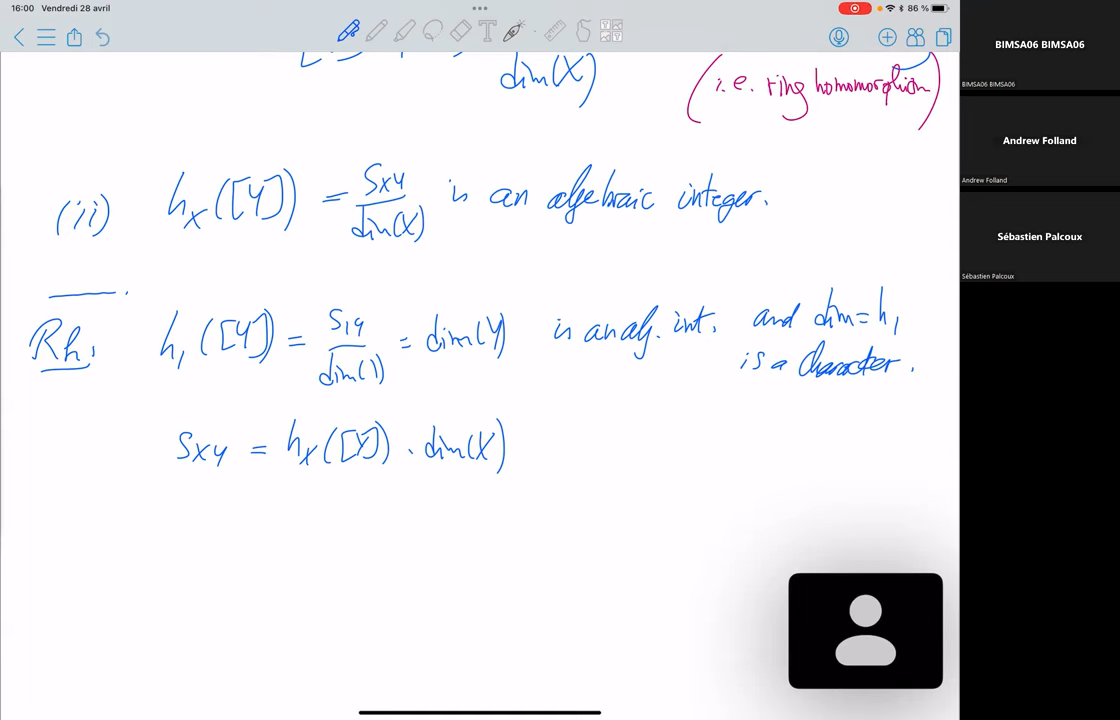 16:00 Vendredi 28 avril
86 %
dim(X)
(i.e. ring homomorphism)
(ii) h_X([Y]) = S_XY / dim(X) is an algebraic integer.
Rk: h_1([Y]) = S_1Y / dim(1) = dim(Y) is an alg. int. and dim = h_1
is a character.
S_XY = h_X([Y]) . dim(X)
BIMSA06 BIMSA06
BIMSA06 BIMSA06
Andrew Folland
Andrew Folland
Sébastien Palcoux
Sébastien Palcoux